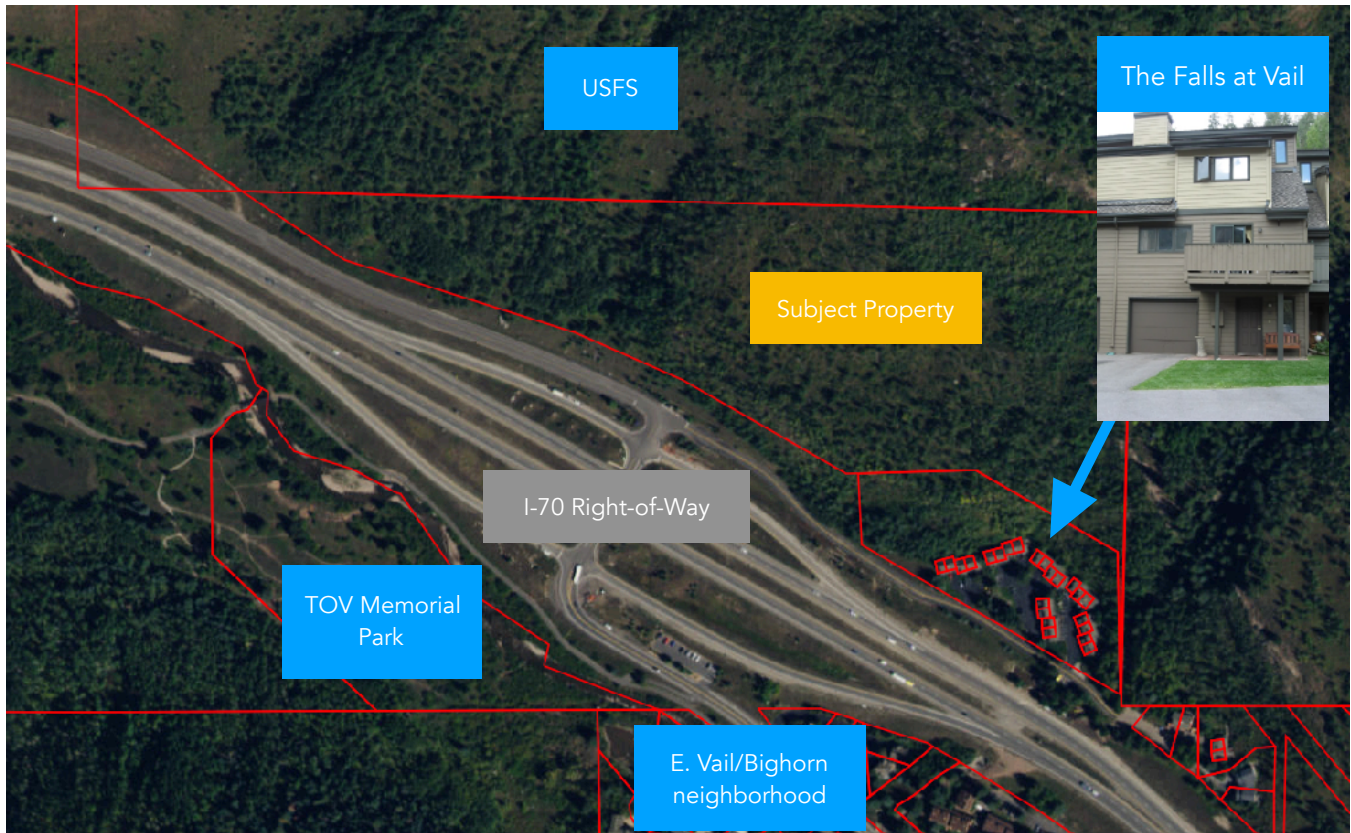 USFS
The Falls at Vail
Subject Property
I-70 Right-of-Way
TOV Memorial
Park
E. Vail/Bighorn
neighborhood